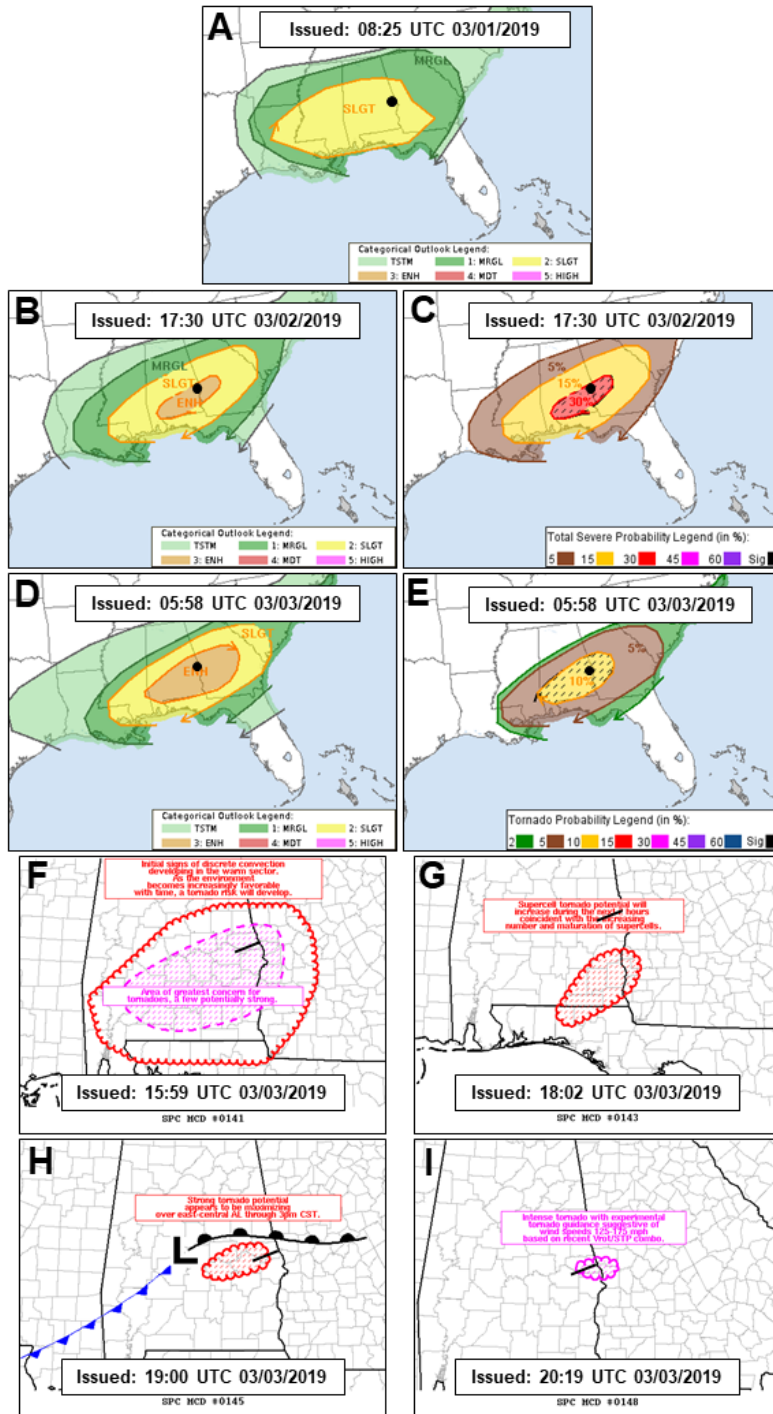 A
Issued: 08:25 UTC 03/01/2019
MRGL
SLGT
Categorical Outlook Legend:
TSTM 1: MRGL 2: SLGT
3: ENH 4: MDT 5: HIGH
B
Issued: 17:30 UTC 03/02/2019
MRGL
SLGT
ENH
Categorical Outlook Legend:
TSTM 1: MRGL 2: SLGT
3: ENH 4: MDT 5: HIGH
C
Issued: 17:30 UTC 03/02/2019
5%
15%
30%
Total Severe Probability Legend (in %):
5 15 30 45 60 Sig
D
Issued: 05:58 UTC 03/03/2019
SLGT
ENH
Categorical Outlook Legend:
TSTM 1: MRGL 2: SLGT
3: ENH 4: MDT 5: HIGH
E
Issued: 05:58 UTC 03/03/2019
5%
10%
Tornado Probability Legend (in %):
2 5 10 15 30 45 60 Sig
F
Initial signs of discrete convection
developing in the warm sector.
As the environment
becomes increasingly favorable
with time, a tornado risk will develop.
Area of greatest concern for
tornadoes, a few potentially strong.
Issued: 15:59 UTC 03/03/2019
SPC MCD #0141
G
Supercell tornado potential will
increase during the next hours
coincident with the increasing
number and maturation of supercells.
Issued: 18:02 UTC 03/03/2019
SPC MCD #0143
H
Strong tornado potential
appears to be maximizing
over east-central AL through 3pm CST.
L
Issued: 19:00 UTC 03/03/2019
SPC MCD #0145
I
Intense tornado with experimental
tornado guidance suggestive of
wind speeds 125-175 mph
based on recent Vrot/STP combo.
Issued: 20:19 UTC 03/03/2019
SPC MCD #0148